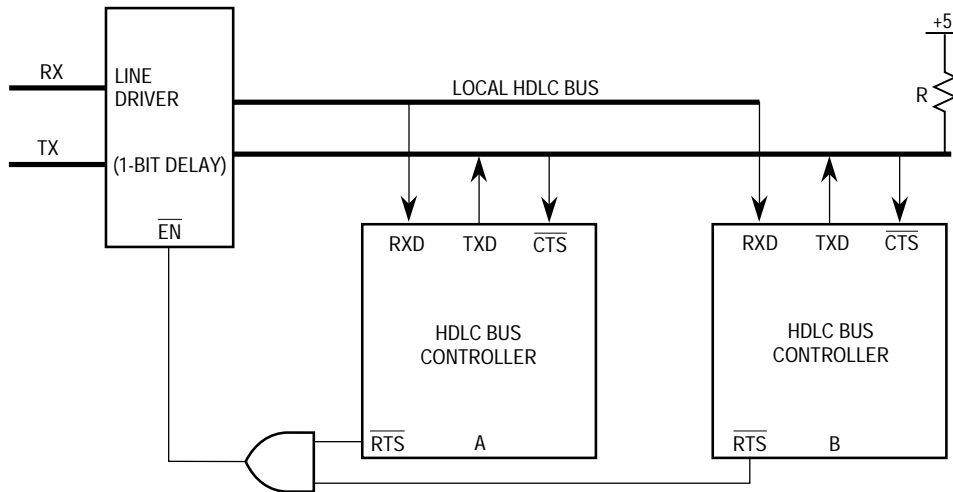 +5
RX
LINE
DRIVER
LOCAL HDLC BUS
R
TX
(1-BIT DELAY)
EN
RXD TXD CTS
RXD TXD CTS
HDLC BUS
CONTROLLER
HDLC BUS
CONTROLLER
RTS A
RTS B